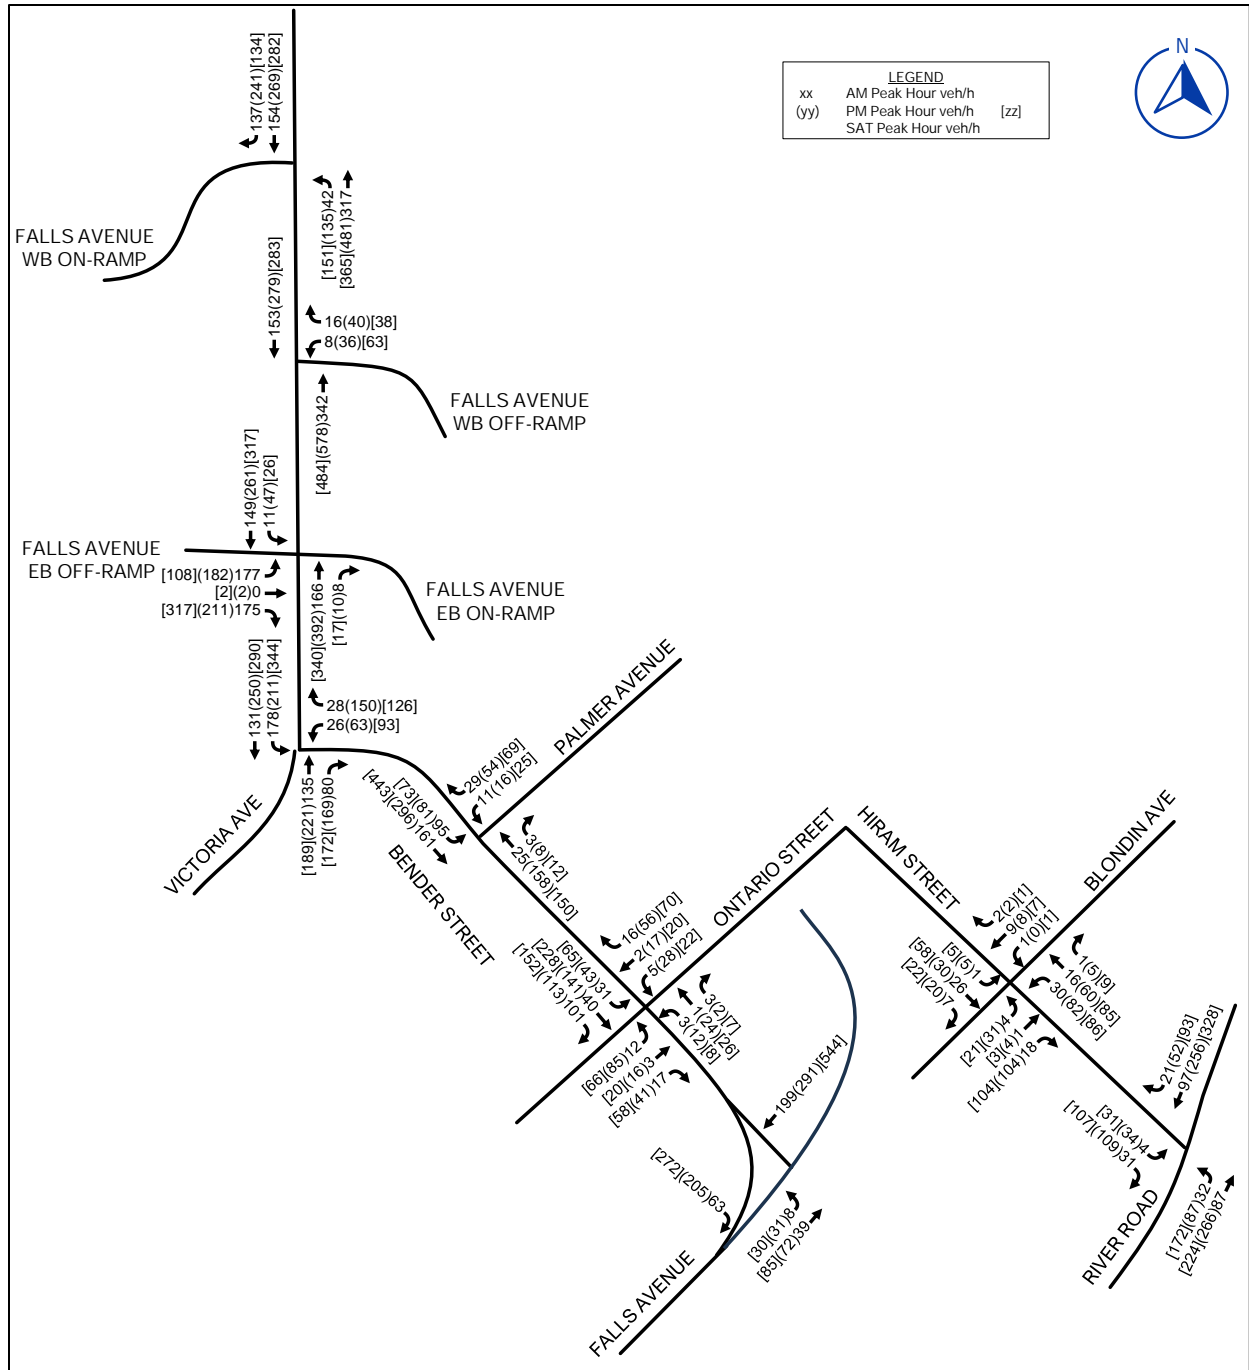 N
LEGEND
xx AM Peak Hour veh/h
(yy) PM Peak Hour veh/h [zz]
SAT Peak Hour veh/h
137(241)[134]
154(269)[282]
FALLS AVENUE
WB ON-RAMP
[151](135)42
[365](481)317
153(279)[283]
16(40)[38]
8(36)[63]
FALLS AVENUE
WB OFF-RAMP
[484](578)342
149(261)[317]
11(47)[26]
FALLS AVENUE
EB OFF-RAMP
[108](182)177
[2](2)0
[317](211)175
FALLS AVENUE
EB ON-RAMP
[340](392)166
[17](10)8
131(250)[290]
178(211)[344]
28(150)[126]
26(63)[93]
[189](221)135
[172](169)80
VICTORIA AVE
PALMER AVENUE
29(54)[69]
11(16)[25]
[73](81)95
[443](296)161
3(8)[12]
25(158)[150]
BENDER STREET
ONTARIO STREET
16(56)[70]
2(17)[20]
5(28)[22]
[65](43)31
[228](141)40
[152](113)101
3(2)[7]
1(24)[26]
3(12)[8]
[66](85)12
[20](16)3
[58](41)17
HIRAM STREET
BLONDIN AVE
2(2)[1]
9(8)[7]
1(0)[1]
[5](5)1
[58](30)26
[22](20)7
1(5)[9]
16(60)[85]
30(82)[86]
[21](31)4
[3](4)1
[104](104)18
199(291)[544]
[272](205)63
[30](31)8
[85](72)39
FALLS AVENUE
21(52)[93]
97(256)[328]
[31](34)4
[107](109)31
[172](87)32
[224](266)87
RIVER ROAD